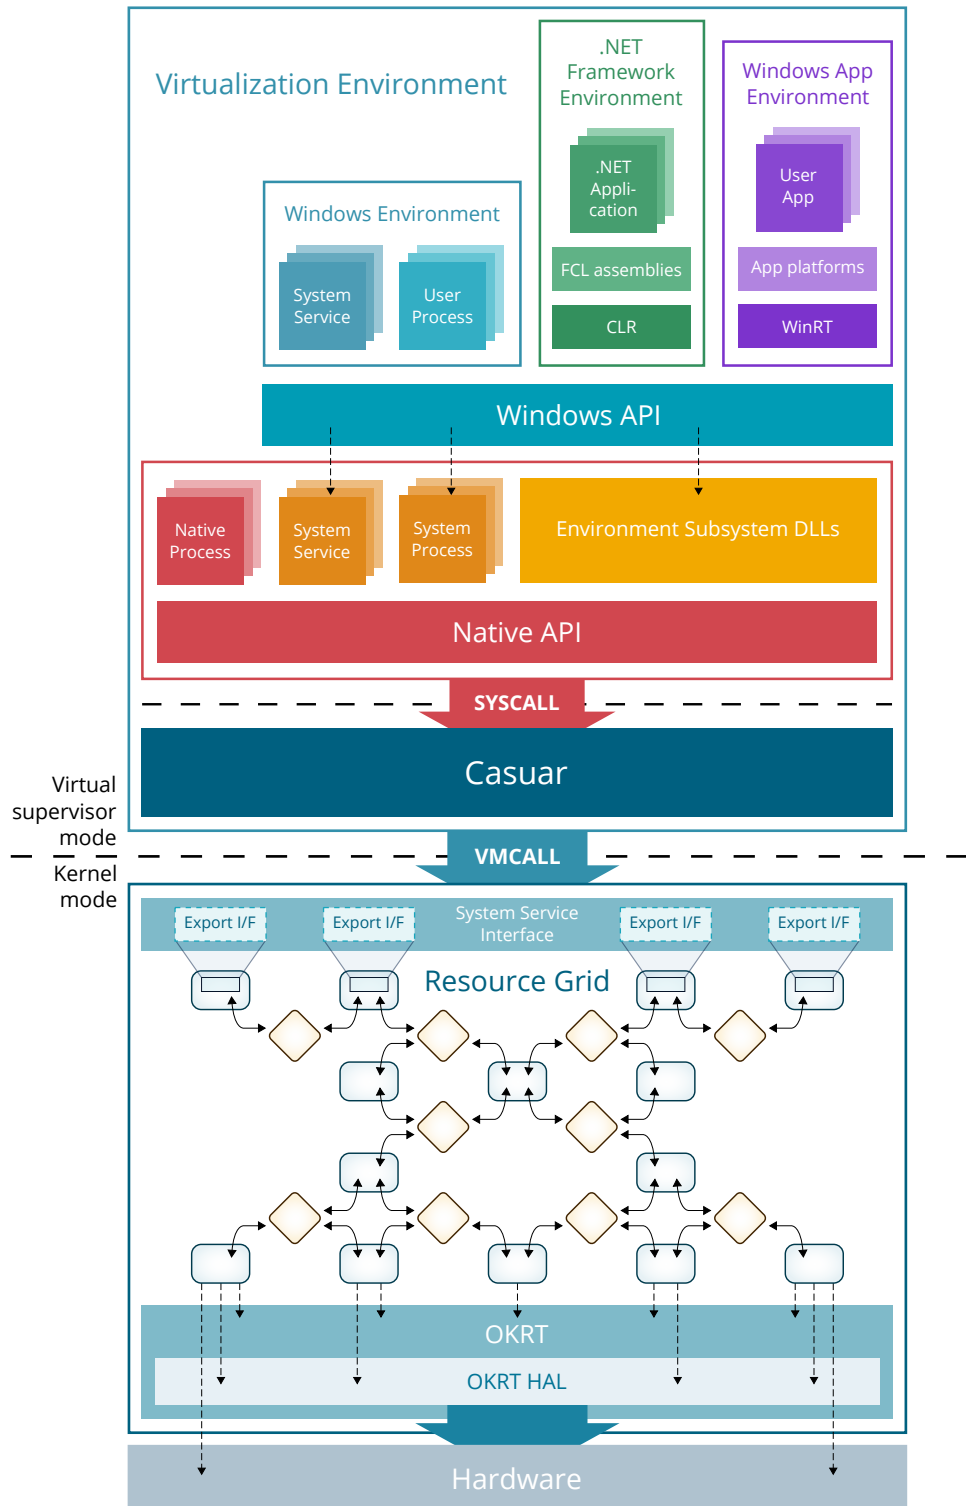 Virtualization Environment
.NET
Framework
Environment
Windows App
Environment
.NET
Appli-
cation
User
App
Windows Environment
FCL assemblies
App platforms
System
Service
User
Process
CLR
WinRT
Windows API
Native
Process
System
Service
System
Process
Environment Subsystem DLLs
Native API
SYSCALL
Casuar
Virtual
supervisor
mode
VMCALL
Kernel
mode
Export I/F
Export I/F
System Service
Interface
Export I/F
Export I/F
Resource Grid
OKRT
OKRT HAL
Hardware